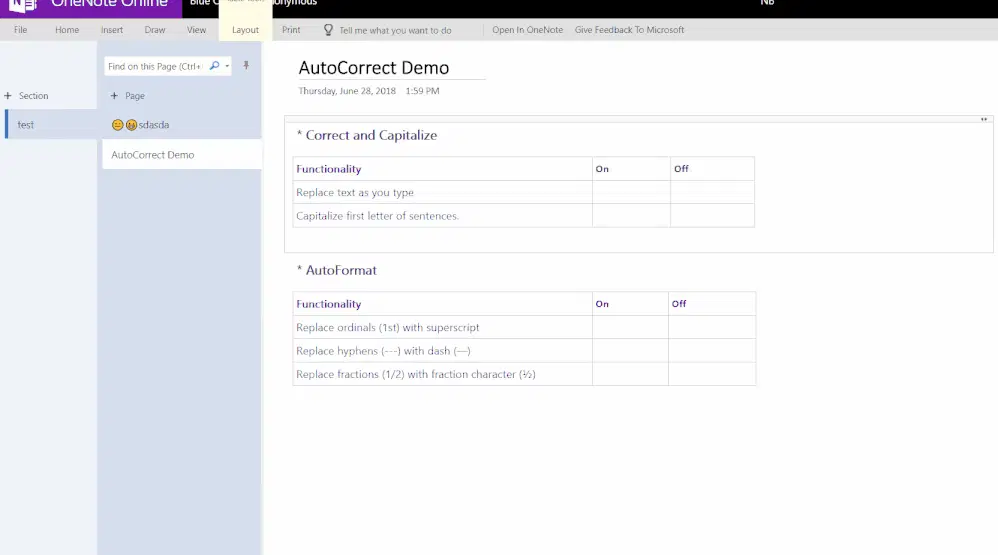 OneNote Online
NB
File Home Insert Draw View Layout Print Tell me what you want to do Open In OneNote Give Feedback To Microsoft
Find on this Page (Ctrl+
+ Section
+ Page
test
😑😆sdasda
AutoCorrect Demo
AutoCorrect Demo
Thursday, June 28, 2018 1:59 PM
* Correct and Capitalize
Functionality On Off
Replace text as you type
Capitalize first letter of sentences.
* AutoFormat
Functionality On Off
Replace ordinals (1st) with superscript
Replace hyphens (---) with dash (—)
Replace fractions (1/2) with fraction character (½)